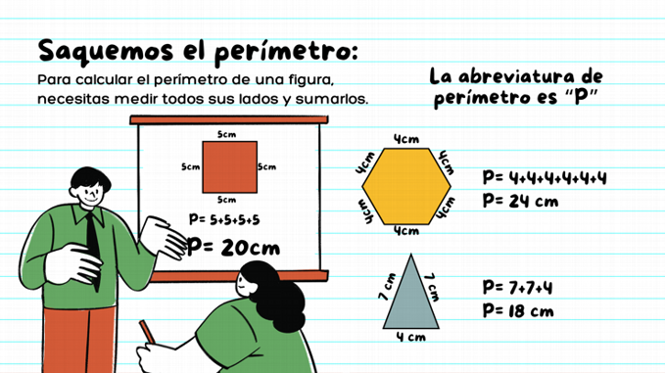 Saquemos el perímetro:
Para calcular el perímetro de una figura,
necesitas medir todos sus lados y sumarlos.
La abreviatura de
perímetro es “P”
5cm
5cm
5cm
5cm
P= 5+5+5+5
P= 20cm
4cm
4cm
4cm
4cm
4cm
4cm
P= 4+4+4+4+4+4
P= 24 cm
7 cm
7 cm
4 cm
P= 7+7+4
P= 18 cm